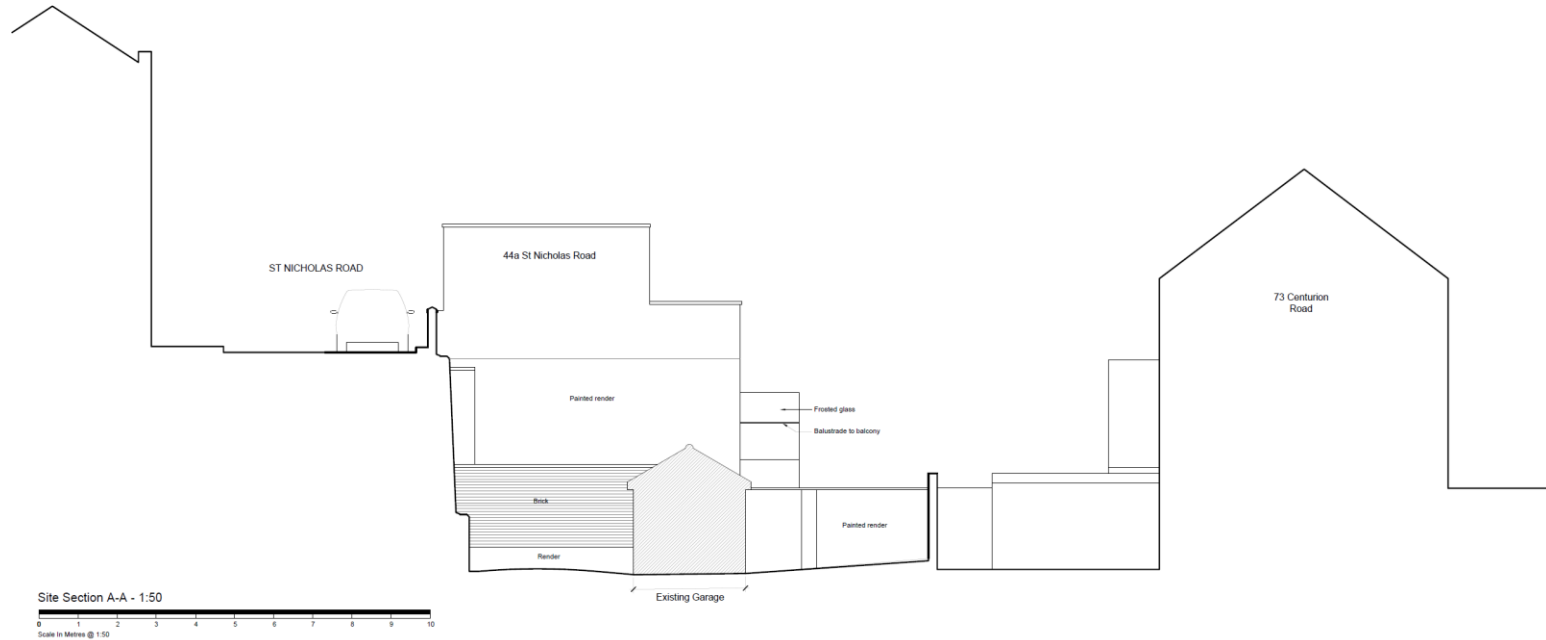 ST NICHOLAS ROAD
44a St Nicholas Road
73 Centurion
Road
Painted render
Frosted glass
Balustrade to balcony
Brick
Painted render
Render
Existing Garage
Site Section A-A - 1:50
0 1 2 3 4 5 6 7 8 9 10
Scale In Metres @ 1:50